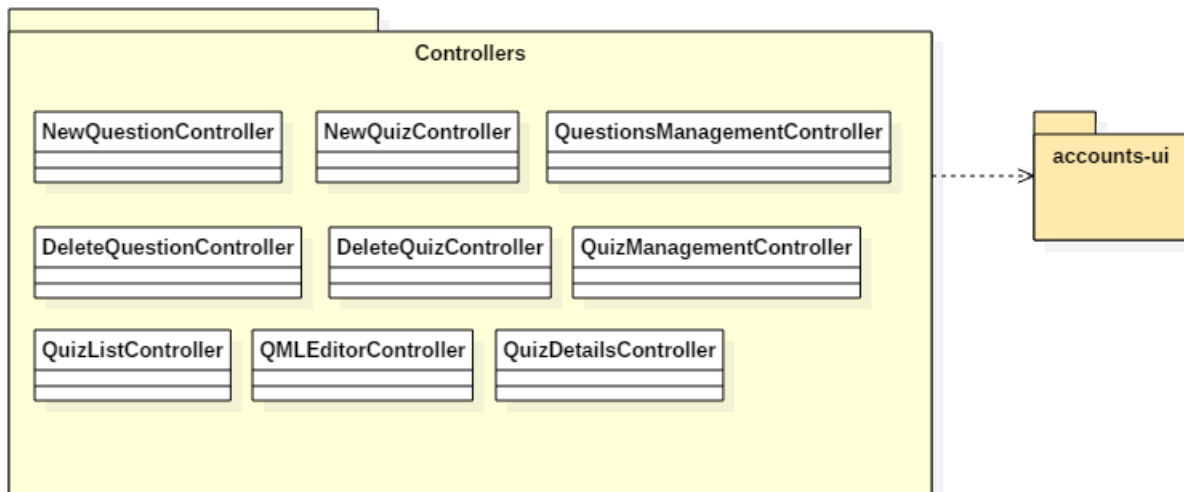 Controllers
NewQuestionController
NewQuizController
QuestionsManagementController
accounts-ui
DeleteQuestionController
DeleteQuizController
QuizManagementController
QuizListController
QMLEditorController
QuizDetailsController